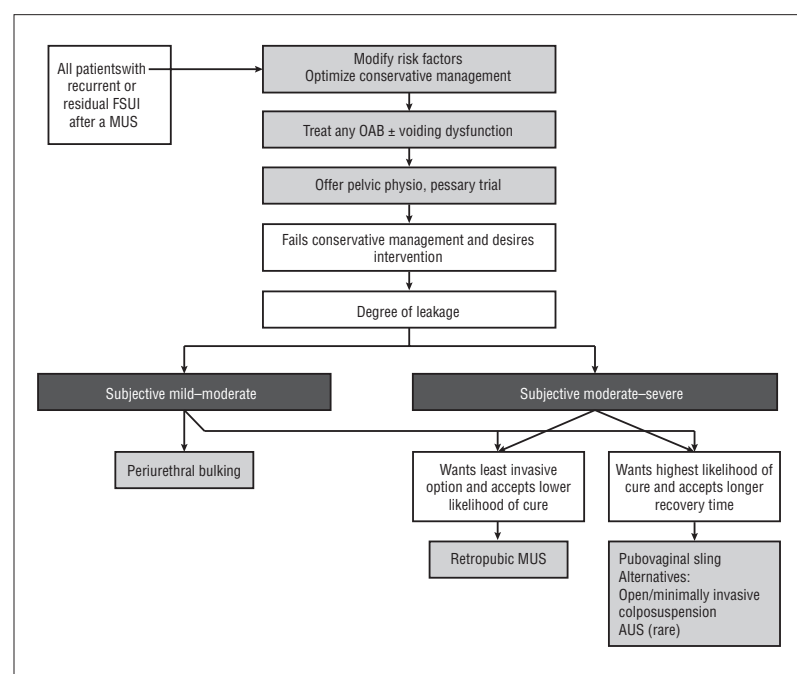 All patientswith
recurrent or
residual FSUI
after a MUS
Modify risk factors
Optimize conservative management
Treat any OAB ± voiding dysfunction
Offer pelvic physio, pessary trial
Fails conservative management and desires
intervention
Degree of leakage
Subjective mild–moderate
Subjective moderate–severe
Periurethral bulking
Wants least invasive
option and accepts lower
likelihood of cure
Wants highest likelihood of
cure and accepts longer
recovery time
Retropubic MUS
Pubovaginal sling
Alternatives:
Open/minimally invasive
colposuspension
AUS (rare)